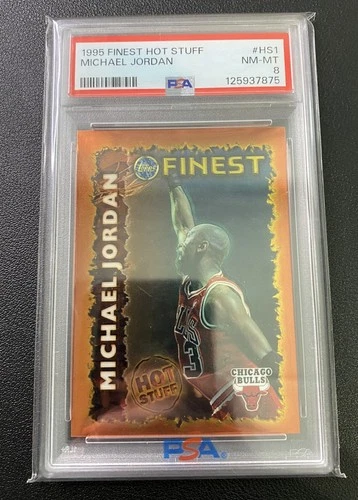 1995 FINEST HOT STUFF #HS1
MICHAEL JORDAN NM-MT
8
PSA 125937875
Topps FINEST
MICHAEL JORDAN
HOT
STUFF
CHICAGO
BULLS
PSA